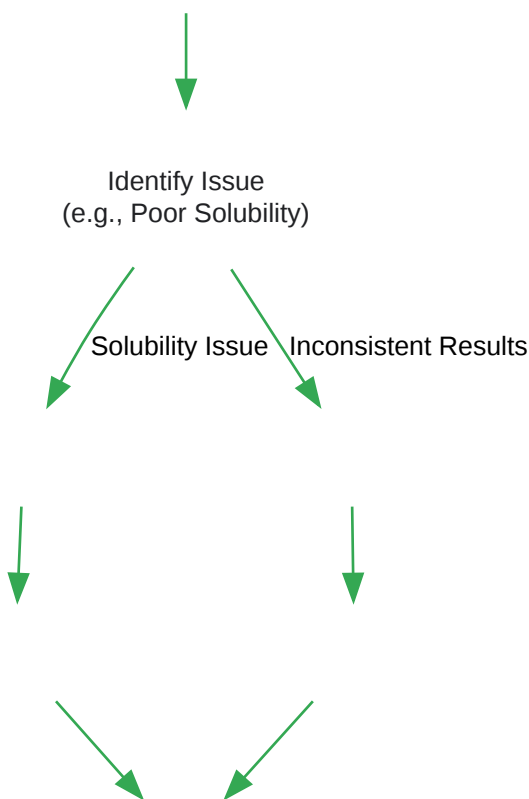 Identify Issue
(e.g., Poor Solubility)
Solubility Issue
Inconsistent Results